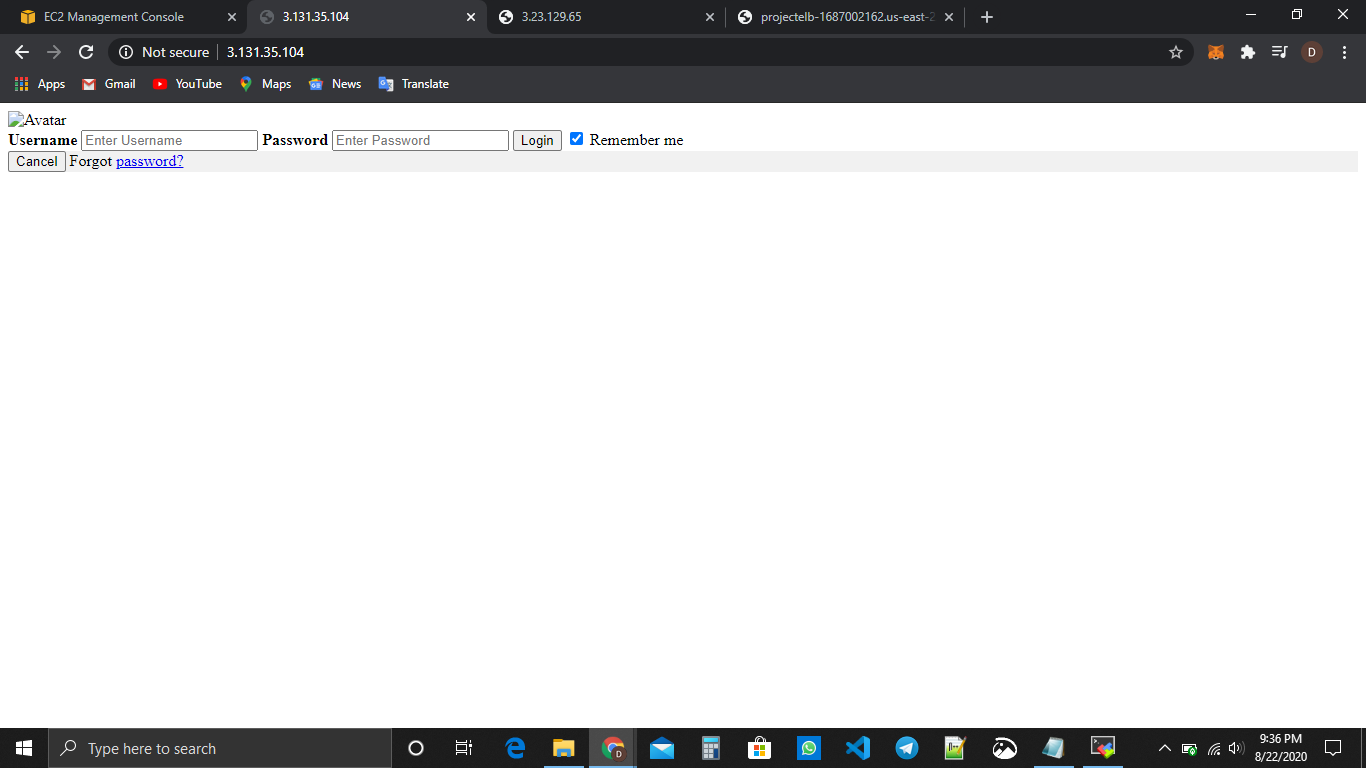 EC2 Management Console
3.131.35.104
3.23.129.65
projectelb-1687002162.us-east-2
Not secure 3.131.35.104
D
Apps Gmail YouTube Maps News Translate
Avatar
Username Enter Username Password Enter Password Login Remember me
Cancel Forgot password?
Type here to search
9:36 PM
8/22/2020